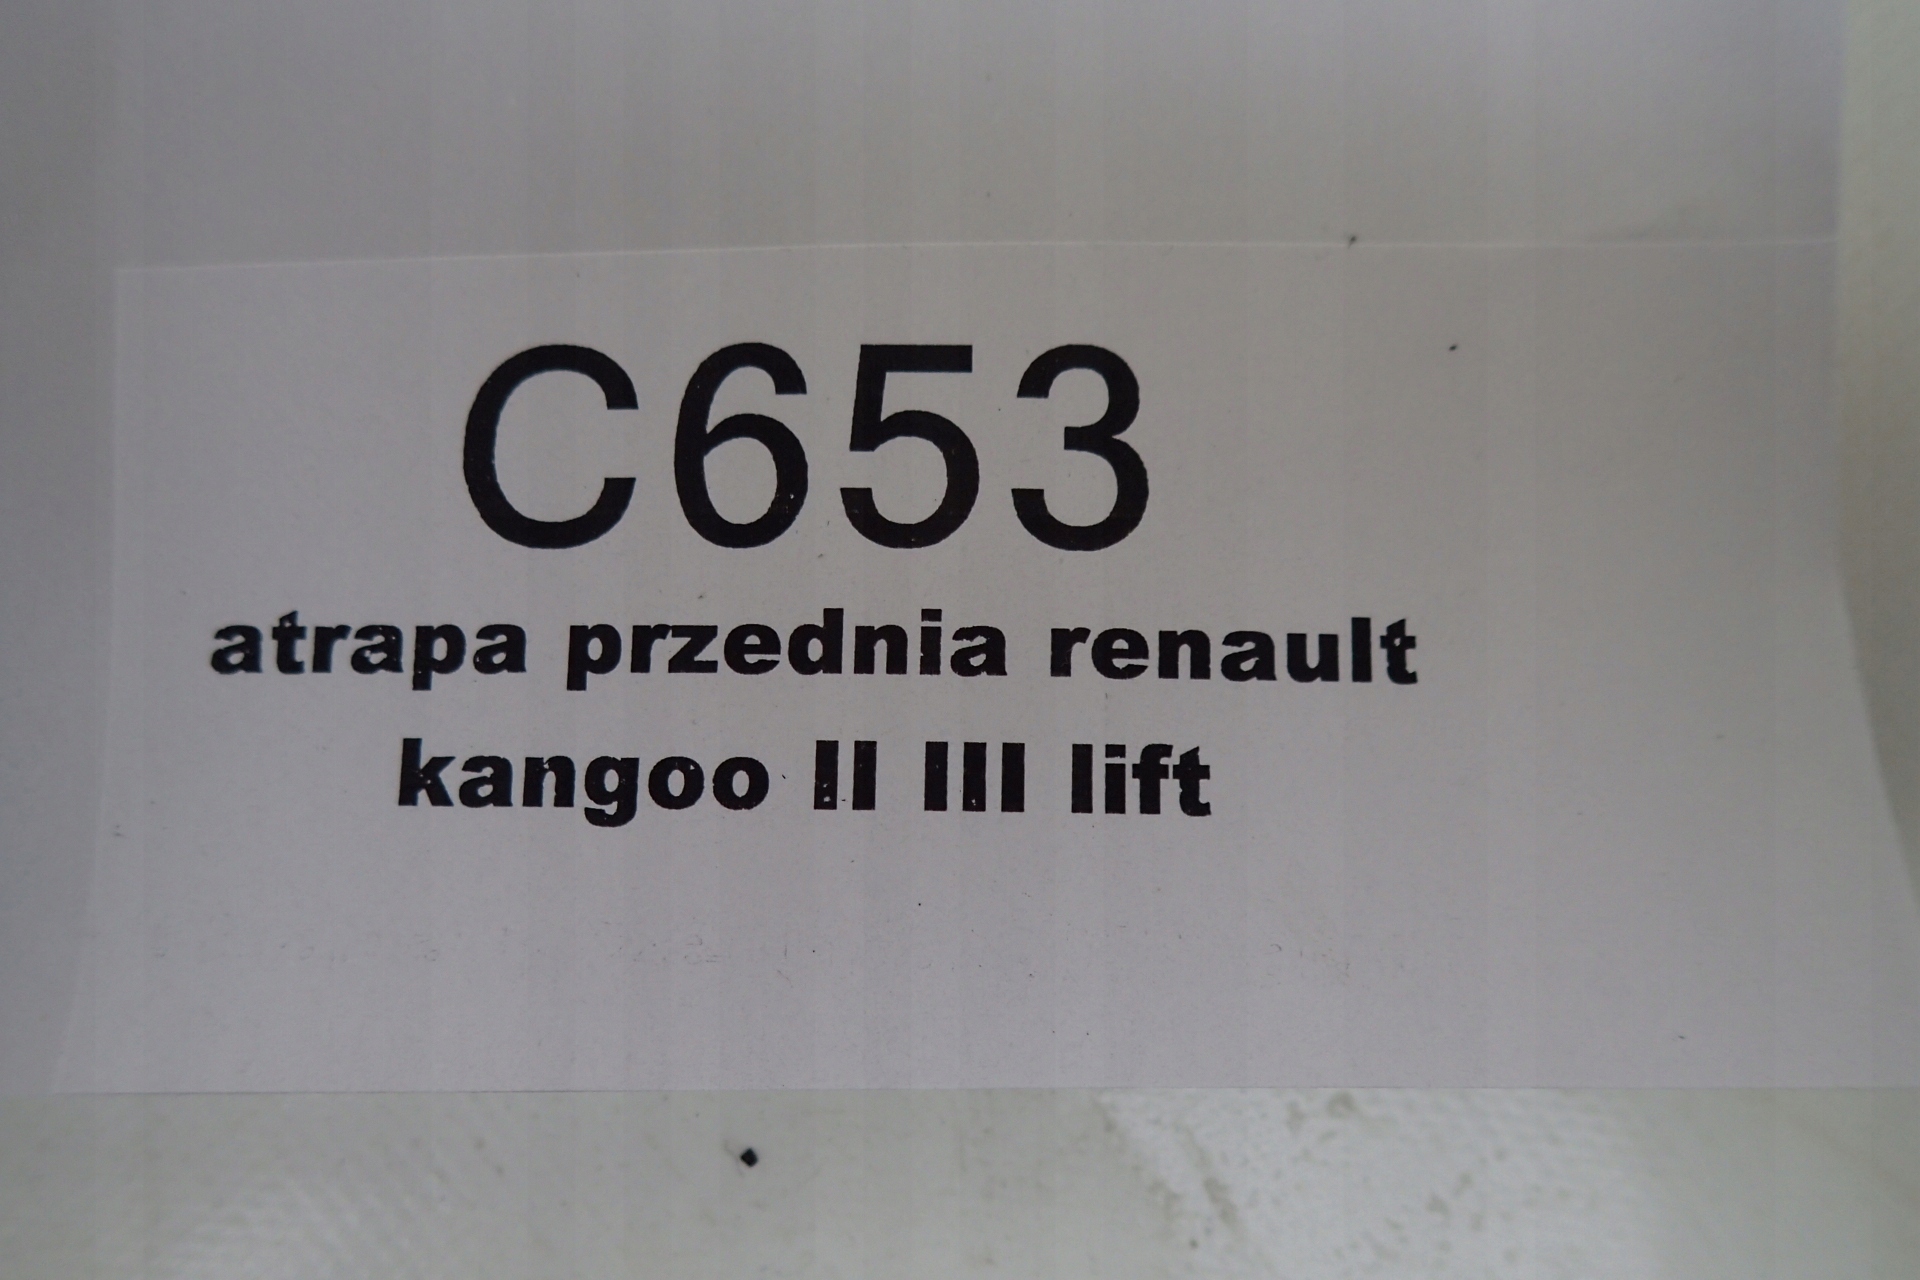 C653
atrapa przednia renault
kangoo II III lift